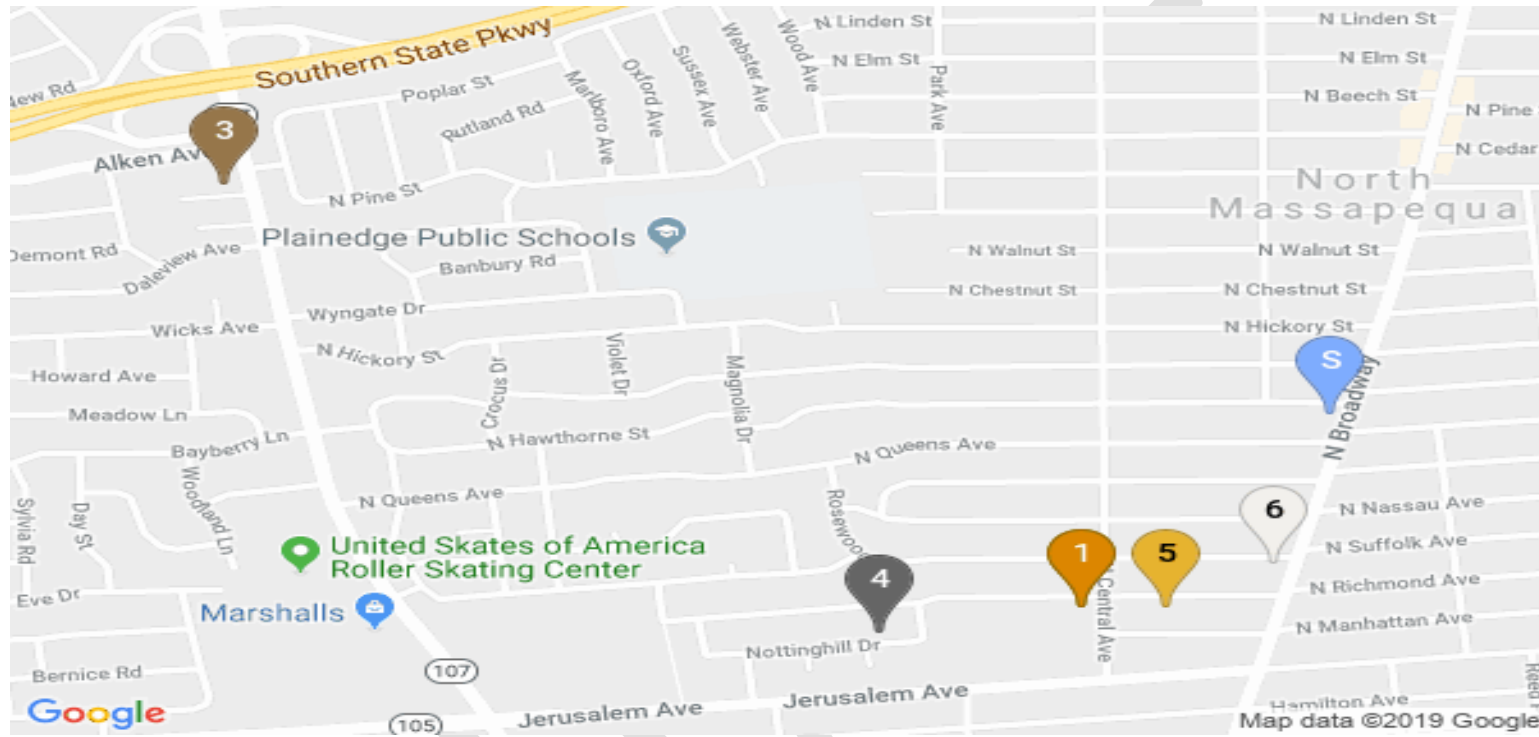 N Linden St
N Linden St
Southern State Pkwy
Webster Ave
Wood Ave
Sussex Ave
N Elm St
N Elm St
Oxford Ave
Marlboro Ave
Park Ave
New Rd
Poplar St
N Beech St
N Pine
Rutland Rd
3
Alken Av
N Cedar
N Pine St
North
Massapequa
Plainedge Public Schools
Demont Rd
Daleview Ave
Banbury Rd
N Walnut St
N Walnut St
N Chestnut St
N Chestnut St
Wyngate Dr
Wicks Ave
N Hickory St
N Hickory St
Violet Dr
Magnolia Dr
Crocus Dr
S
Howard Ave
Meadow Ln
N Broadway
Bayberry Ln
N Hawthorne St
N Queens Ave
Woodland Ln
N Queens Ave
Sylvia Rd
Day St
6
N Nassau Ave
United Skates of America
Roller Skating Center
1
5
N Suffolk Ave
4
N Richmond Ave
Eve Dr
Marshalls
N Central Ave
N Manhattan Ave
Nottinghill Dr
Bernice Rd
107
Jerusalem Ave
Google
105
Jerusalem Ave
Hamilton Ave
Map data ©2019 Google